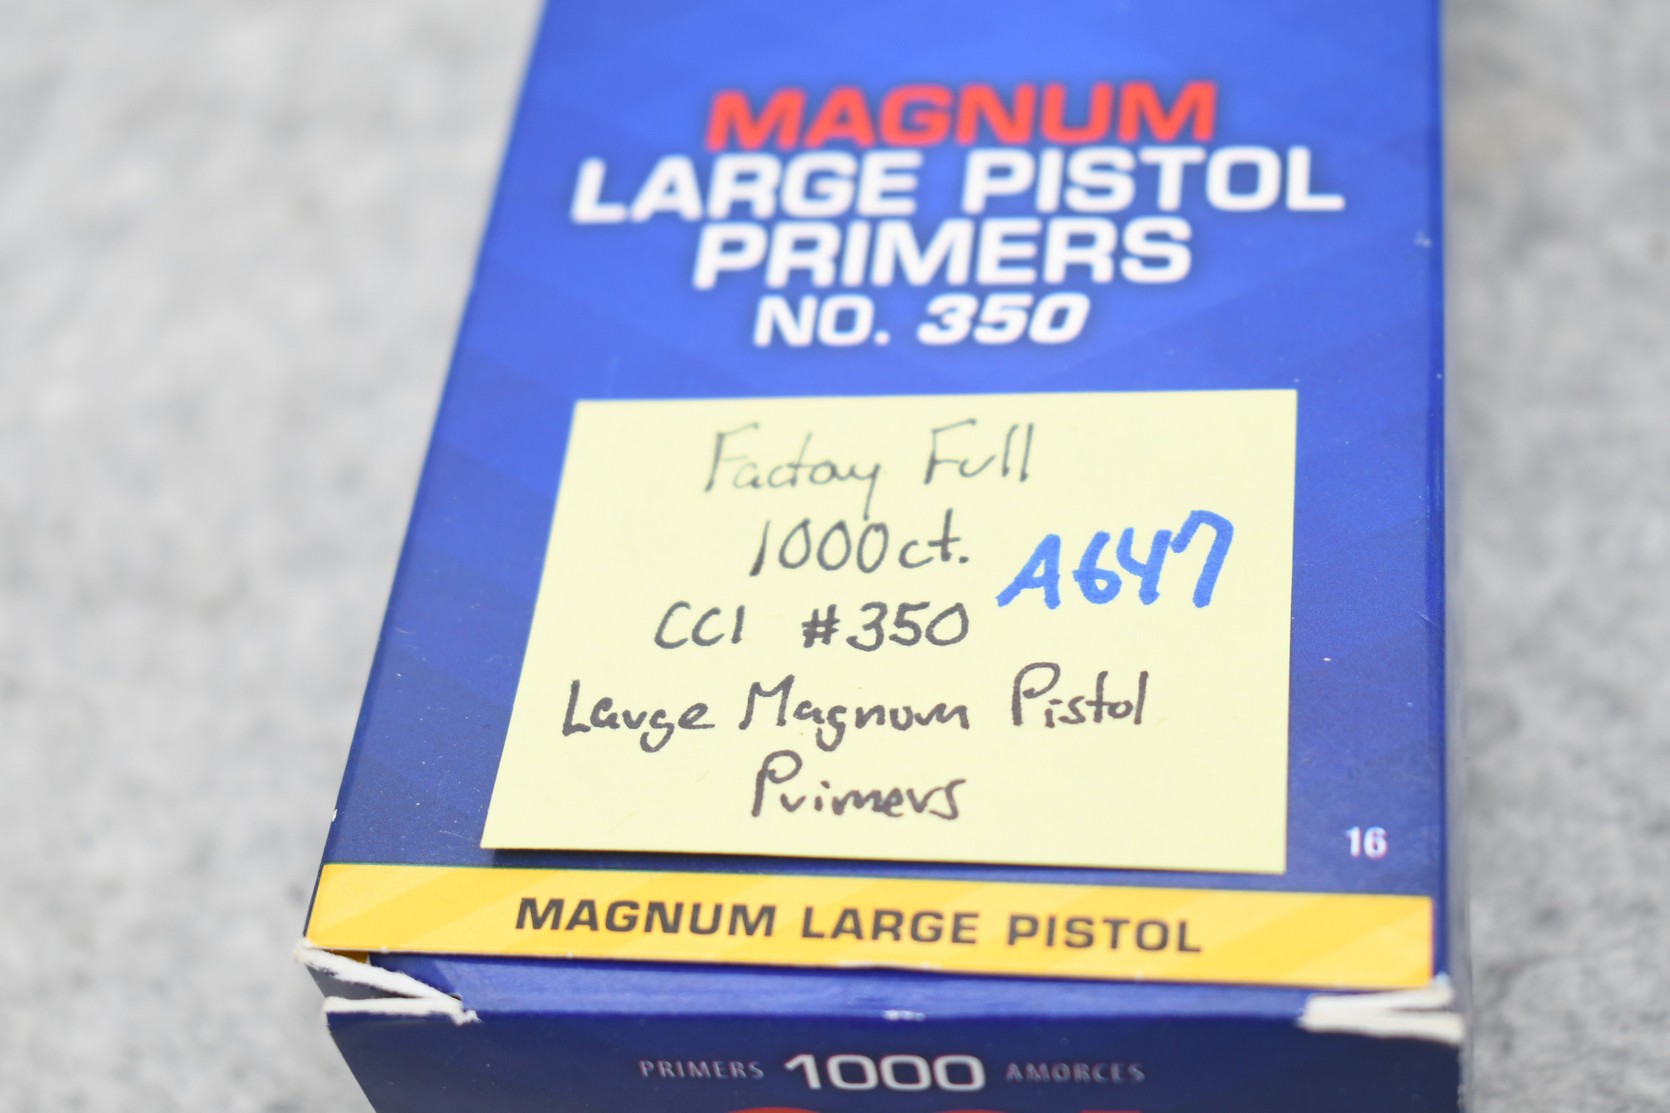 MAGNUM
LARGE PISTOL
PRIMERS
NO. 350
Factory Full
1000ct.
A647
CCI #350
Large Magnum Pistol
Primers
16
MAGNUM LARGE PISTOL
PRIMERS 1000 AMORCES